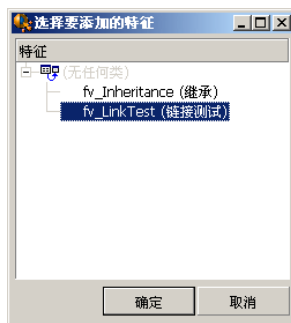 选择要添加的特征
特征
(无任何类)
fv_Inheritance (继承)
fv_LinkTest (链接测试)
确定
取消